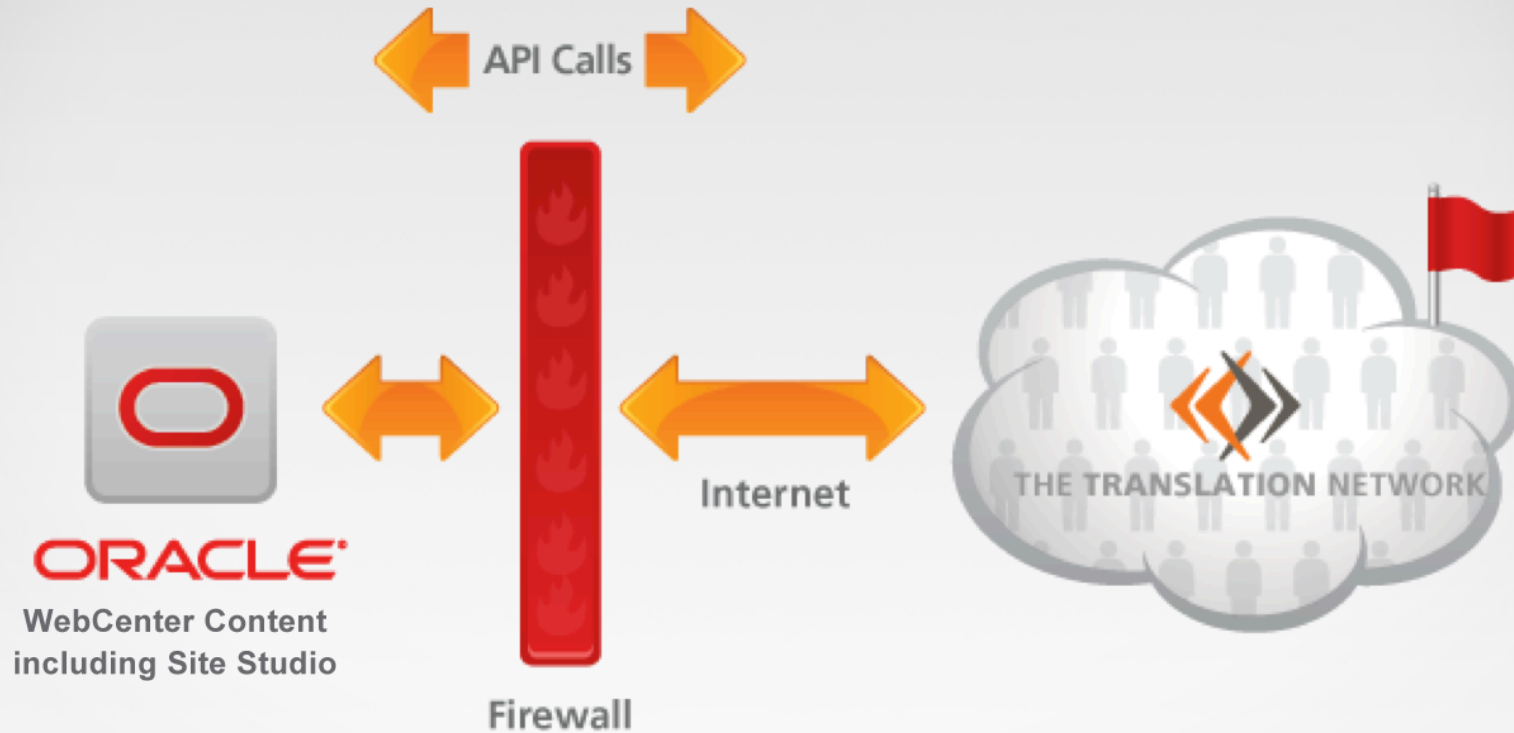 API Calls
Internet
THE TRANSLATION NETWORK
ORACLE®
WebCenter Content
including Site Studio
Firewall